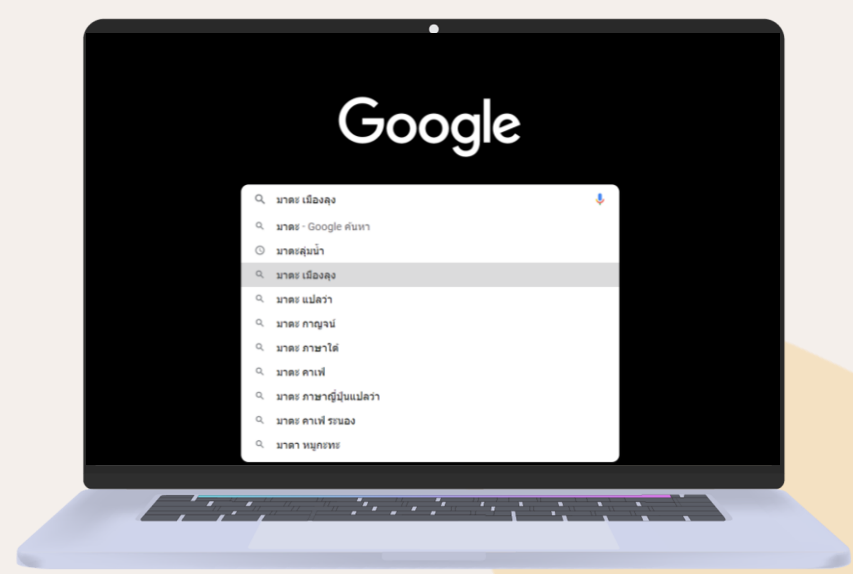 Google
มาตะ เมืองลุง
มาตะ - Google ค้นหา
มาตะลุ่มน้ำ
มาตะ เมืองลุง
มาตะ แปลว่า
มาตะ กาญจน์
มาตะ ภาษาใต้
มาตะ คาเฟ่
มาตะ ภาษาญี่ปุ่นแปลว่า
มาตะ คาเฟ่ ระนอง
มาตา หมูกะทะ